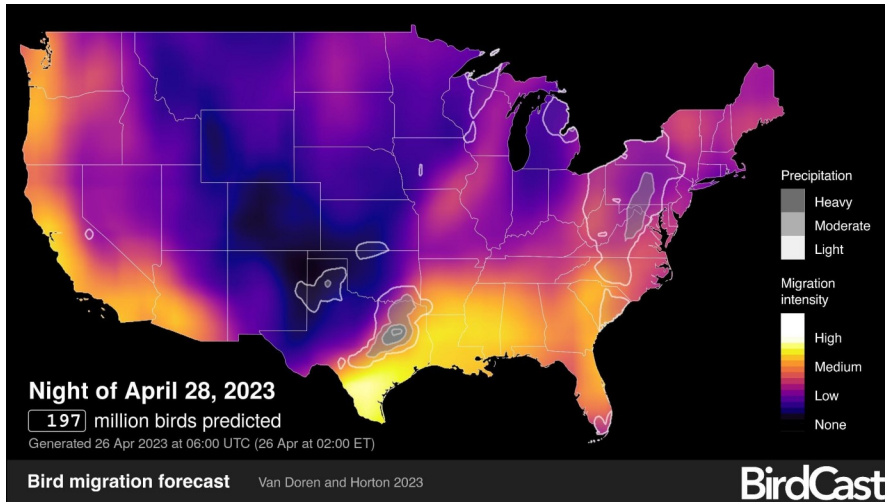 Precipitation
Heavy
Moderate
Light
Migration
intensity
High
Medium
Low
None
Night of April 28, 2023
197 million birds predicted
Generated 26 Apr 2023 at 06:00 UTC (26 Apr at 02:00 ET)
Bird migration forecast Van Doren and Horton 2023
BirdCast